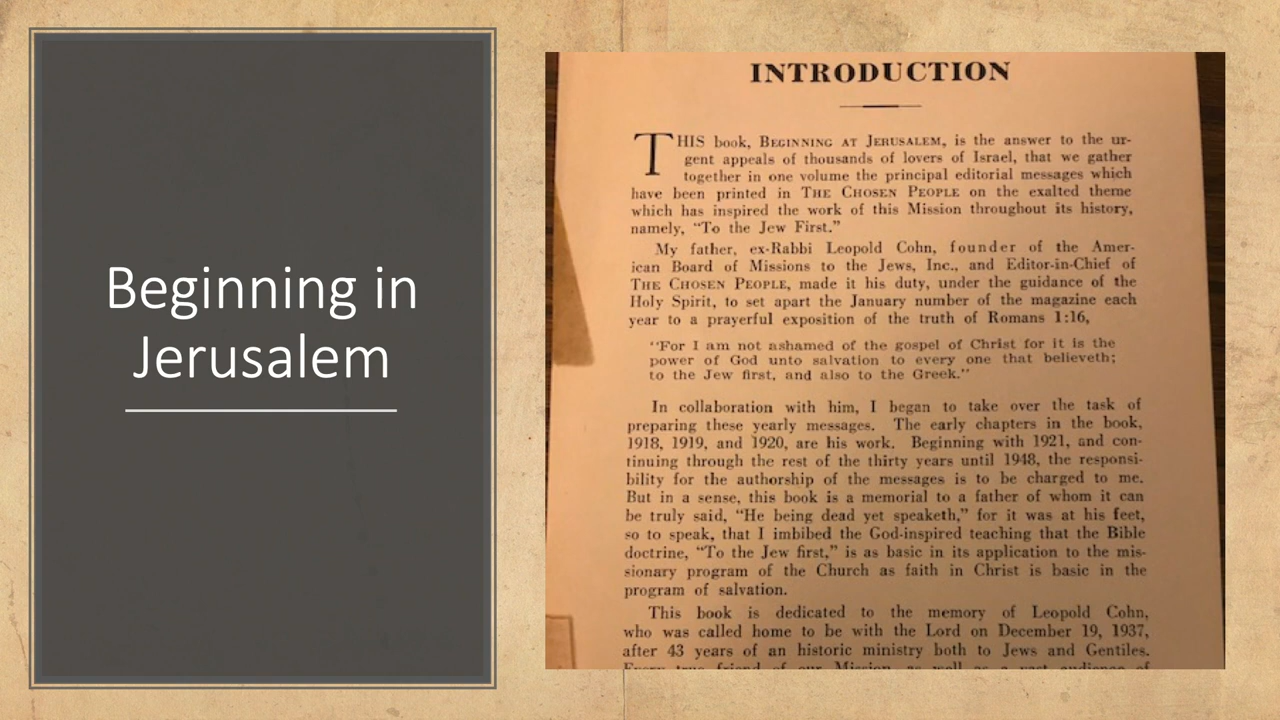 Beginning in
Jerusalem
INTRODUCTION
THIS book, BEGINNING AT JERUSALEM, is the answer to the ur-
gent appeals of thousands of lovers of Israel, that we gather
together in one volume the principal editorial messages which
have been printed in THE CHOSEN PEOPLE on the exalted theme
which has inspired the work of this Mission throughout its history,
namely, "To the Jew First."
My father, ex-Rabbi Leopold Cohn, founder of the Amer-
ican Board of Missions to the Jews, Inc., and Editor-in-Chief of
THE CHOSEN PEOPLE, made it his duty, under the guidance of the
Holy Spirit, to set apart the January number of the magazine each
year to a prayerful exposition of the truth of Romans 1:16,
"For I am not ashamed of the gospel of Christ for it is the
power of God unto salvation to every one that believeth;
to the Jew first, and also to the Greek."
In collaboration with him, I began to take over the task of
preparing these yearly messages. The early chapters in the book,
1918, 1919, and 1920, are his work. Beginning with 1921, and con-
tinuing through the rest of the thirty years until 1948, the responsi-
bility for the authorship of the messages is to be charged to me.
But in a sense, this book is a memorial to a father of whom it can
be truly said, "He being dead yet speaketh," for it was at his feet,
so to speak, that I imbibed the God-inspired teaching that the Bible
doctrine, "To the Jew first," is as basic in its application to the mis-
sionary program of the Church as faith in Christ is basic in the
program of salvation.
This book is dedicated to the memory of Leopold Cohn,
who was called home to be with the Lord on December 19, 1937,
after 43 years of an historic ministry both to Jews and Gentiles.
Every true friend of our Mission, as well as a vast audience of